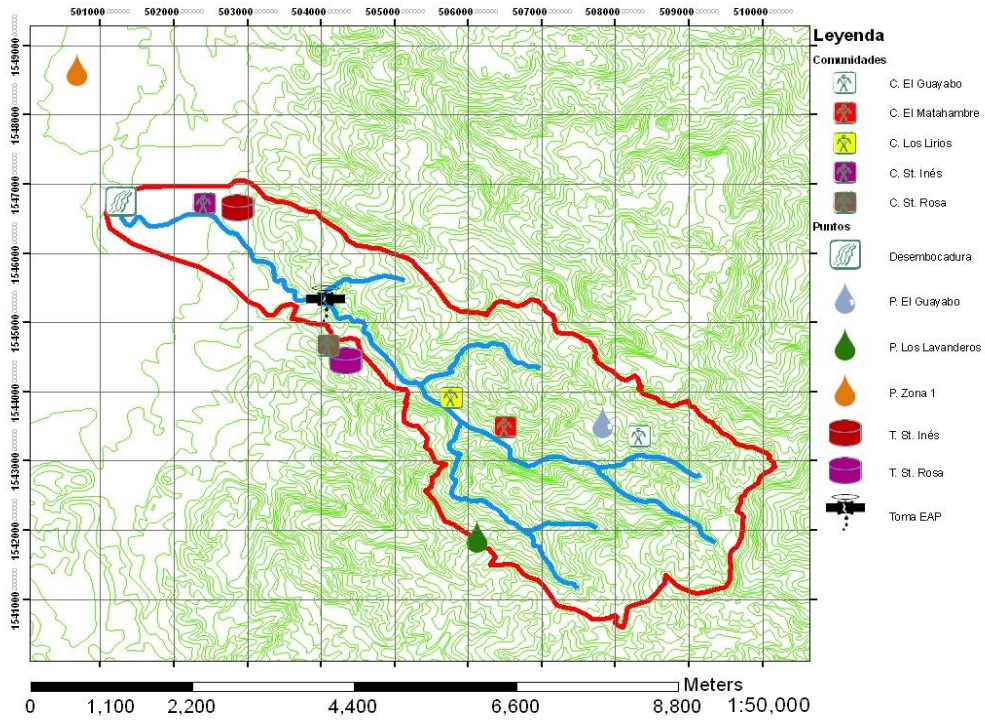 501000 502000 503000 504000 505000 506000 507000 508000 509000 510000
1549000
1548000
1547000
1546000
1545000
1544000
1543000
1542000
1541000
Leyenda
Comunidades
C. El Guayabo
C. El Matahambre
C. Los Lirios
C. St. Inés
C. St. Rosa
Puntos
Desembocadura
P. El Guayabo
P. Los Lavanderos
P. Zona 1
T. St. Inés
T. St. Rosa
Toma EAP
Meters
0 1,100 2,200 4,400 6,600 8,800 1:50,000